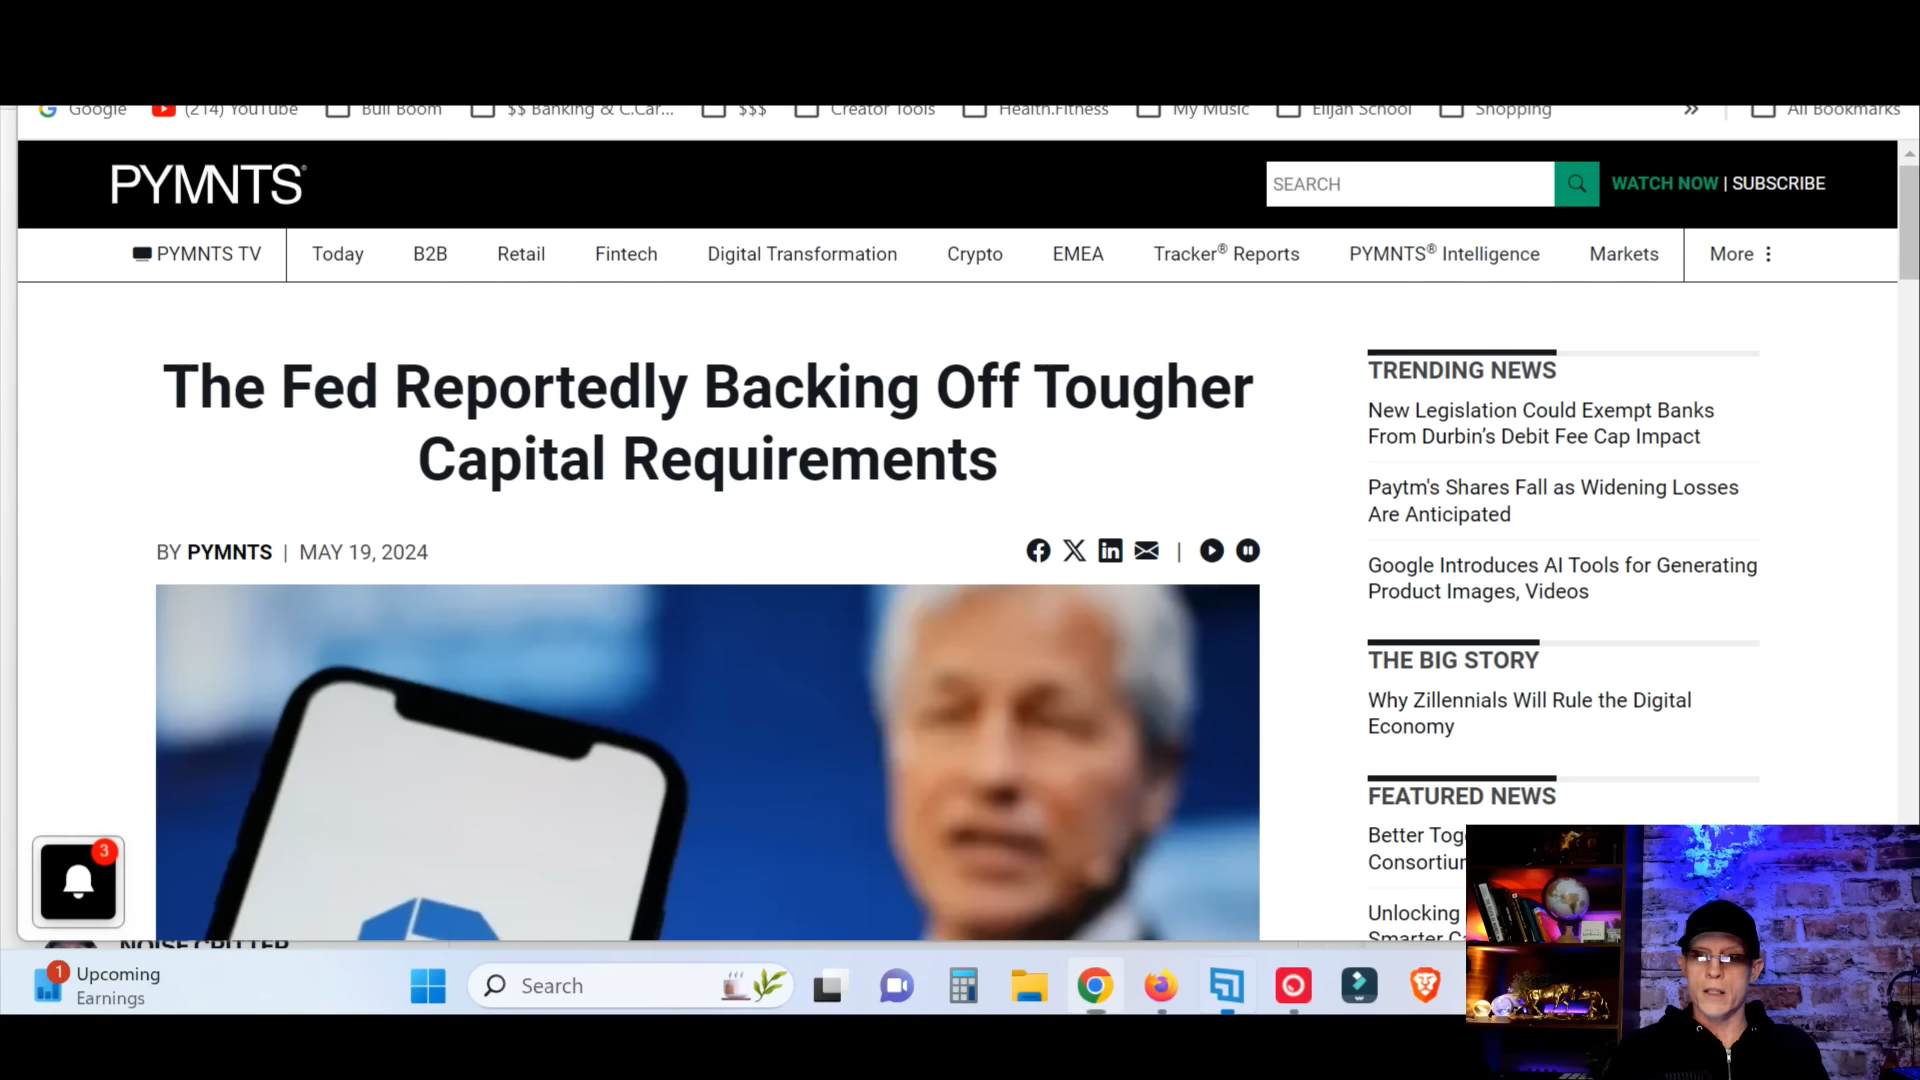 Google (214) YouTube Bull Boom $$ Banking & C.Car... $$$ Creator Tools Health.Fitness My Music Elijah School Shopping » All Bookmarks
PYMNTS
SEARCH
WATCH NOW | SUBSCRIBE
PYMNTS TV Today B2B Retail Fintech Digital Transformation Crypto EMEA Tracker® Reports PYMNTS® Intelligence Markets More
The Fed Reportedly Backing Off Tougher
Capital Requirements
BY PYMNTS | MAY 19, 2024
TRENDING NEWS
New Legislation Could Exempt Banks
From Durbin's Debit Fee Cap Impact
Paytm's Shares Fall as Widening Losses
Are Anticipated
Google Introduces AI Tools for Generating
Product Images, Videos
THE BIG STORY
Why Zillennials Will Rule the Digital
Economy
FEATURED NEWS
Better Tog
Consortiu
Unlocking
Smarter C
3
NOISE CRITTER
1
Upcoming
Earnings
Search